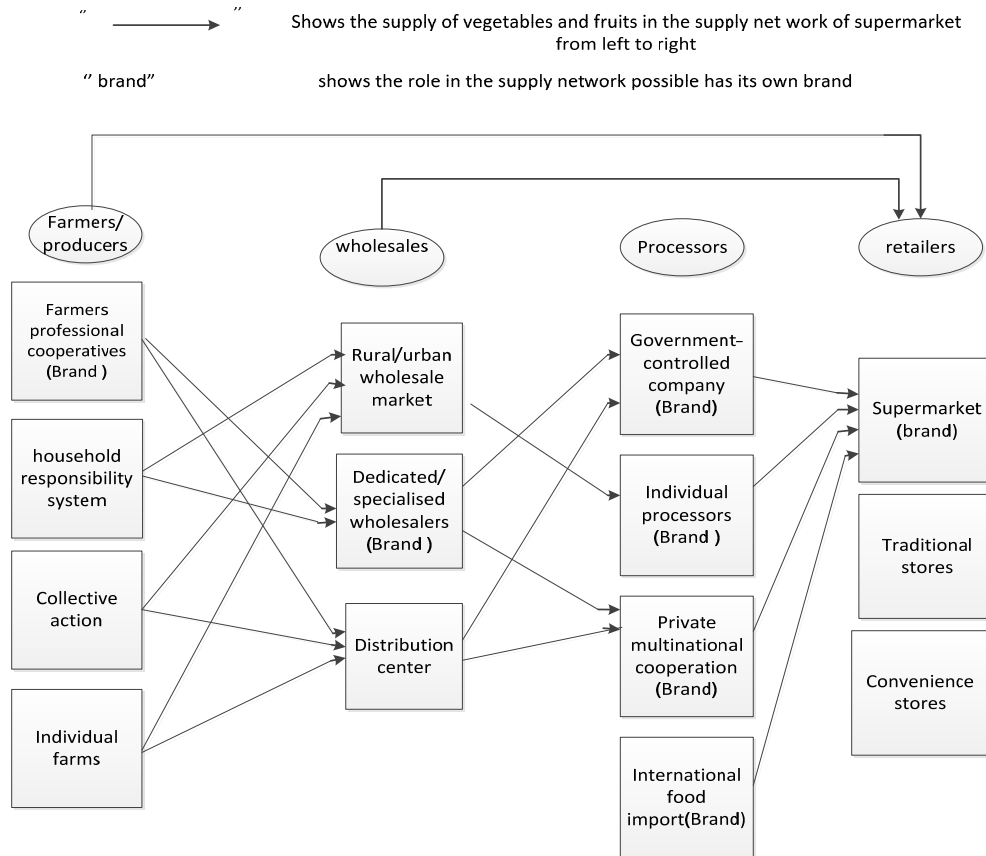 “ ”
Shows the supply of vegetables and fruits in the supply net work of supermarket
from left to right
“ brand”
shows the role in the supply network possible has its own brand
Farmers/
producers
wholesales
Processors
retailers
Farmers
professional
cooperatives
(Brand )
household
responsibility
system
Collective
action
Individual
farms
Rural/urban
wholesale
market
Dedicated/
specialised
wholesalers
(Brand )
Distribution
center
Government–
controlled
company
(Brand)
Individual
processors
(Brand )
Private
multinational
cooperation
(Brand)
International
food
import(Brand)
Supermarket
(brand)
Traditional
stores
Convenience
stores